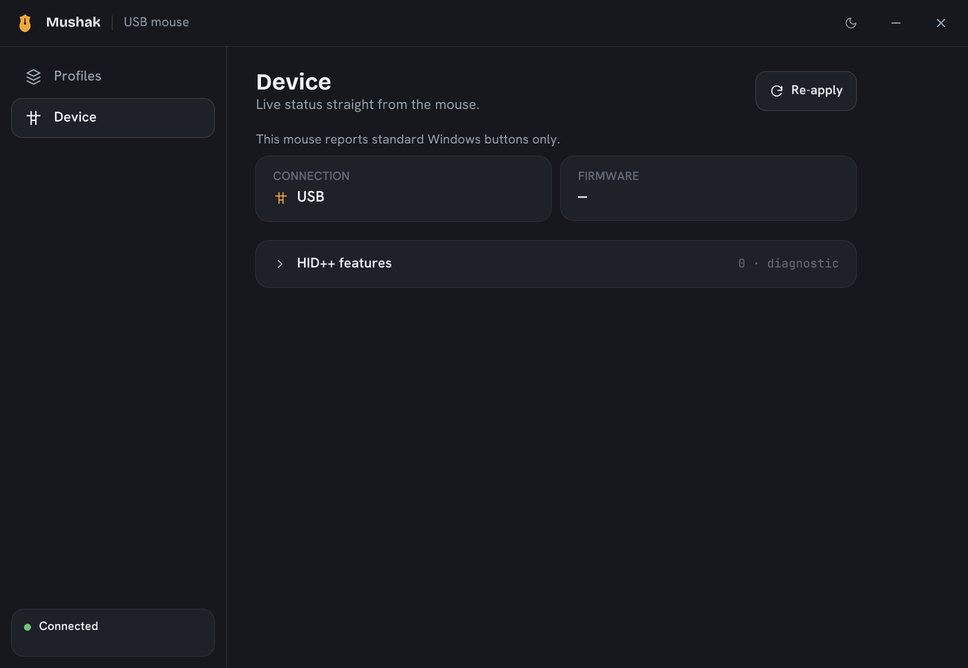 Mushak
USB mouse
Profiles
Device
Connected
Device
Live status straight from the mouse.
Re-apply
This mouse reports standard Windows buttons only.
CONNECTION
USB
FIRMWARE
—
HID++ features
0 · diagnostic